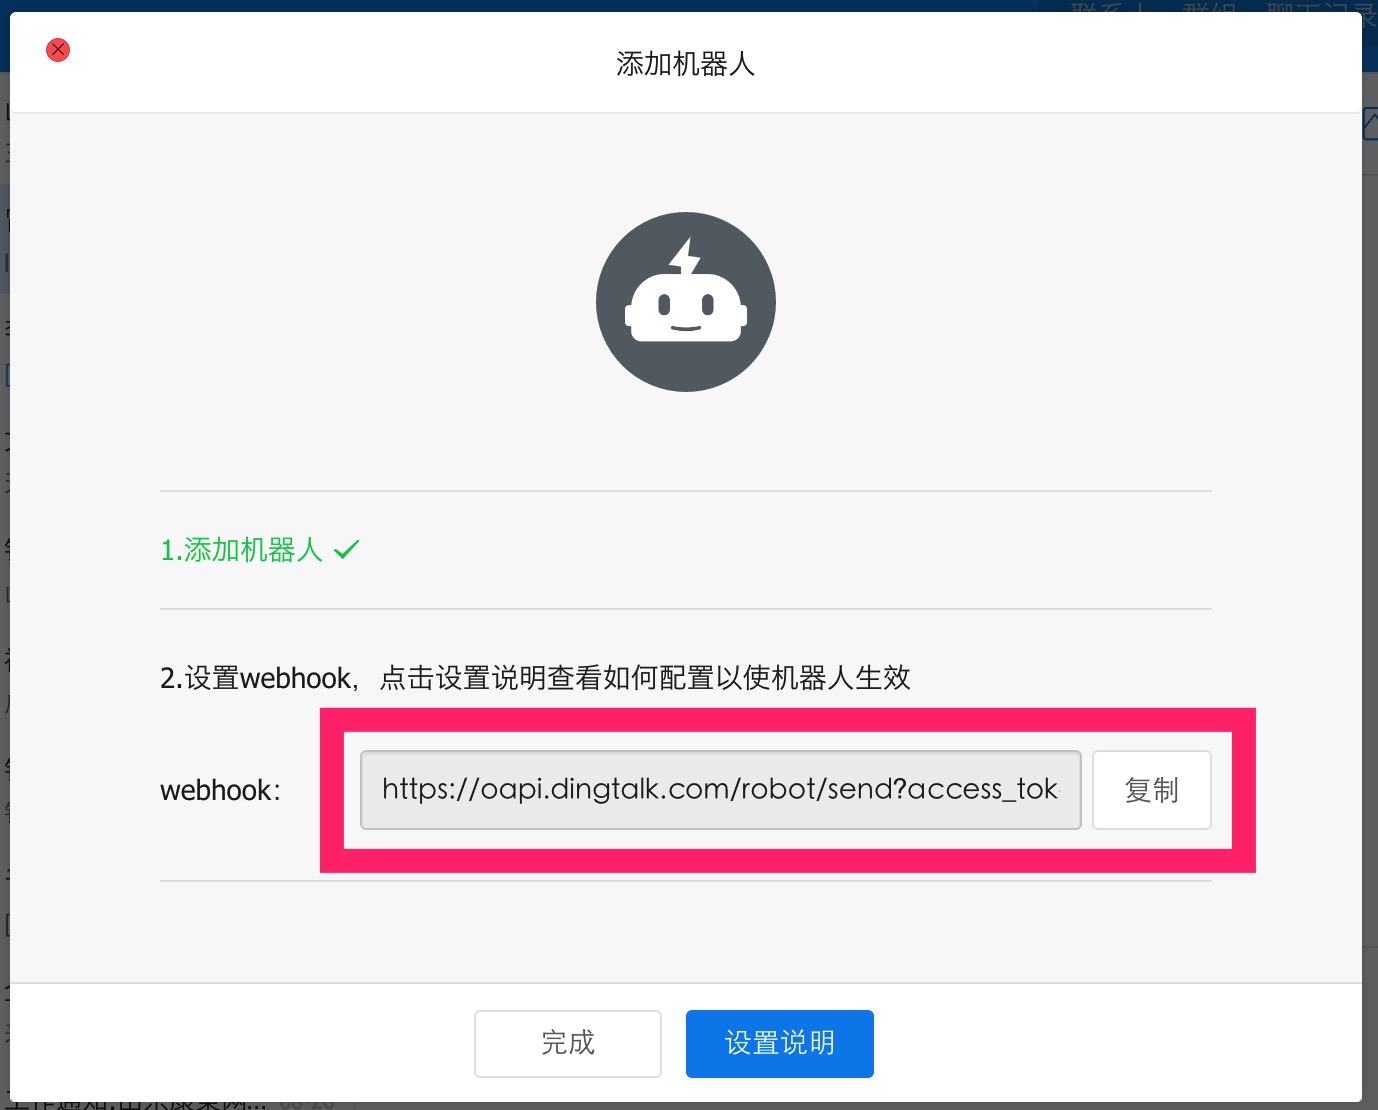 添加机器人
1.添加机器人
2.设置webhook，点击设置说明查看如何配置以使机器人生效
webhook:
https://oapi.dingtalk.com/robot/send?access_tok
复制
完成
设置说明